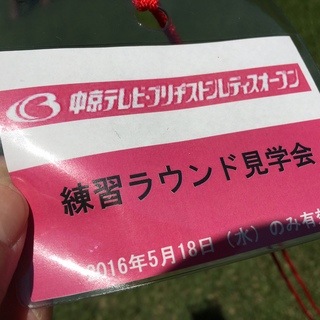 中京テレビ・ブリヂストンレディスオープン
練習ラウンド見学会
2016年5月18日（水）のみ有